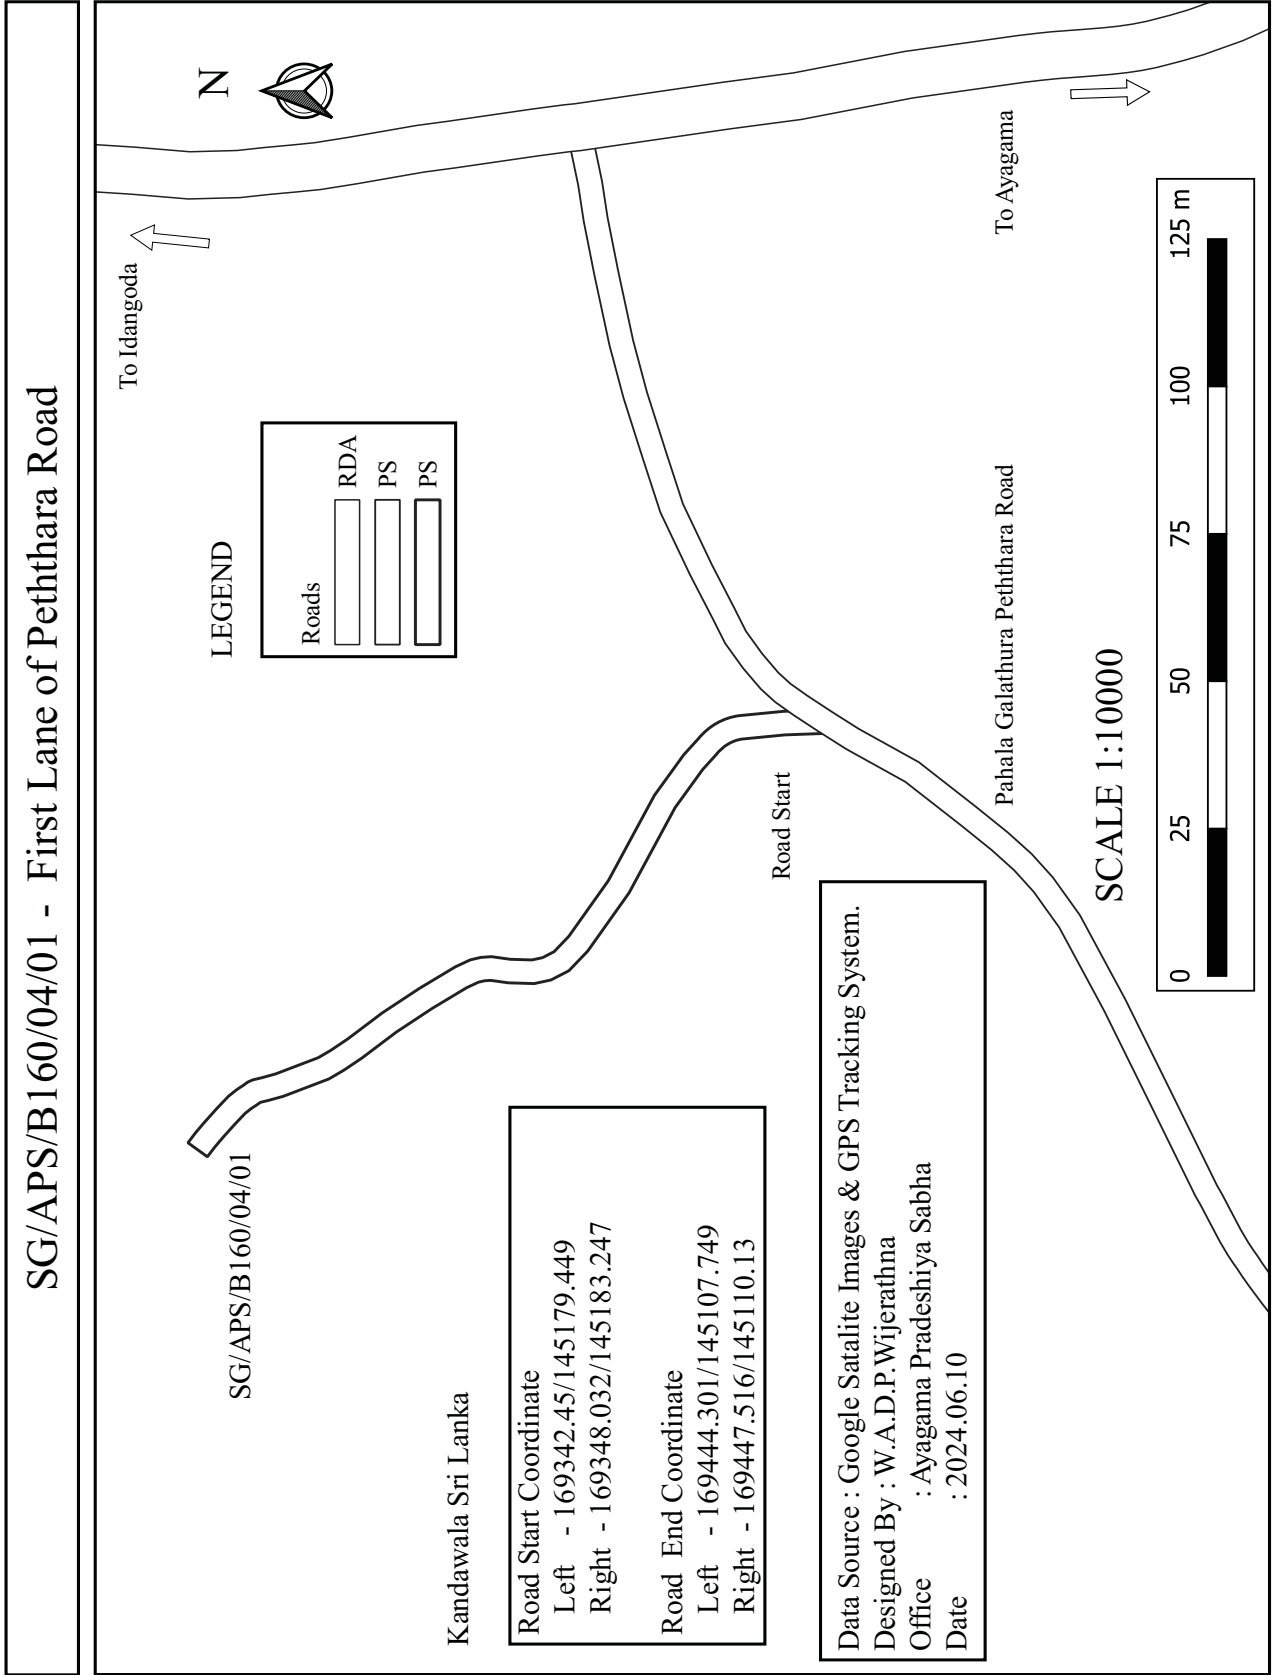 SG/APS/B160/04/01 - First Lane of Peththara Road
N
To Idangoda
LEGEND
Roads
RDA
PS
PS
SG/APS/B160/04/01
Kandawala Sri Lanka
Road Start Coordinate
Left - 169342.45/145179.449
Right - 169348.032/145183.247
Road End Coordinate
Left - 169444.301/145107.749
Right - 169447.516/145110.13
Road Start
Data Source : Google Satalite Images & GPS Tracking System.
Designed By : W.A.D.P.Wijerathna
Office : Ayagama Pradeshiya Sabha
Date : 2024.06.10
To Ayagama
Pahala Galathura Peththara Road
SCALE 1:10000
0 25 50 75 100 125 m